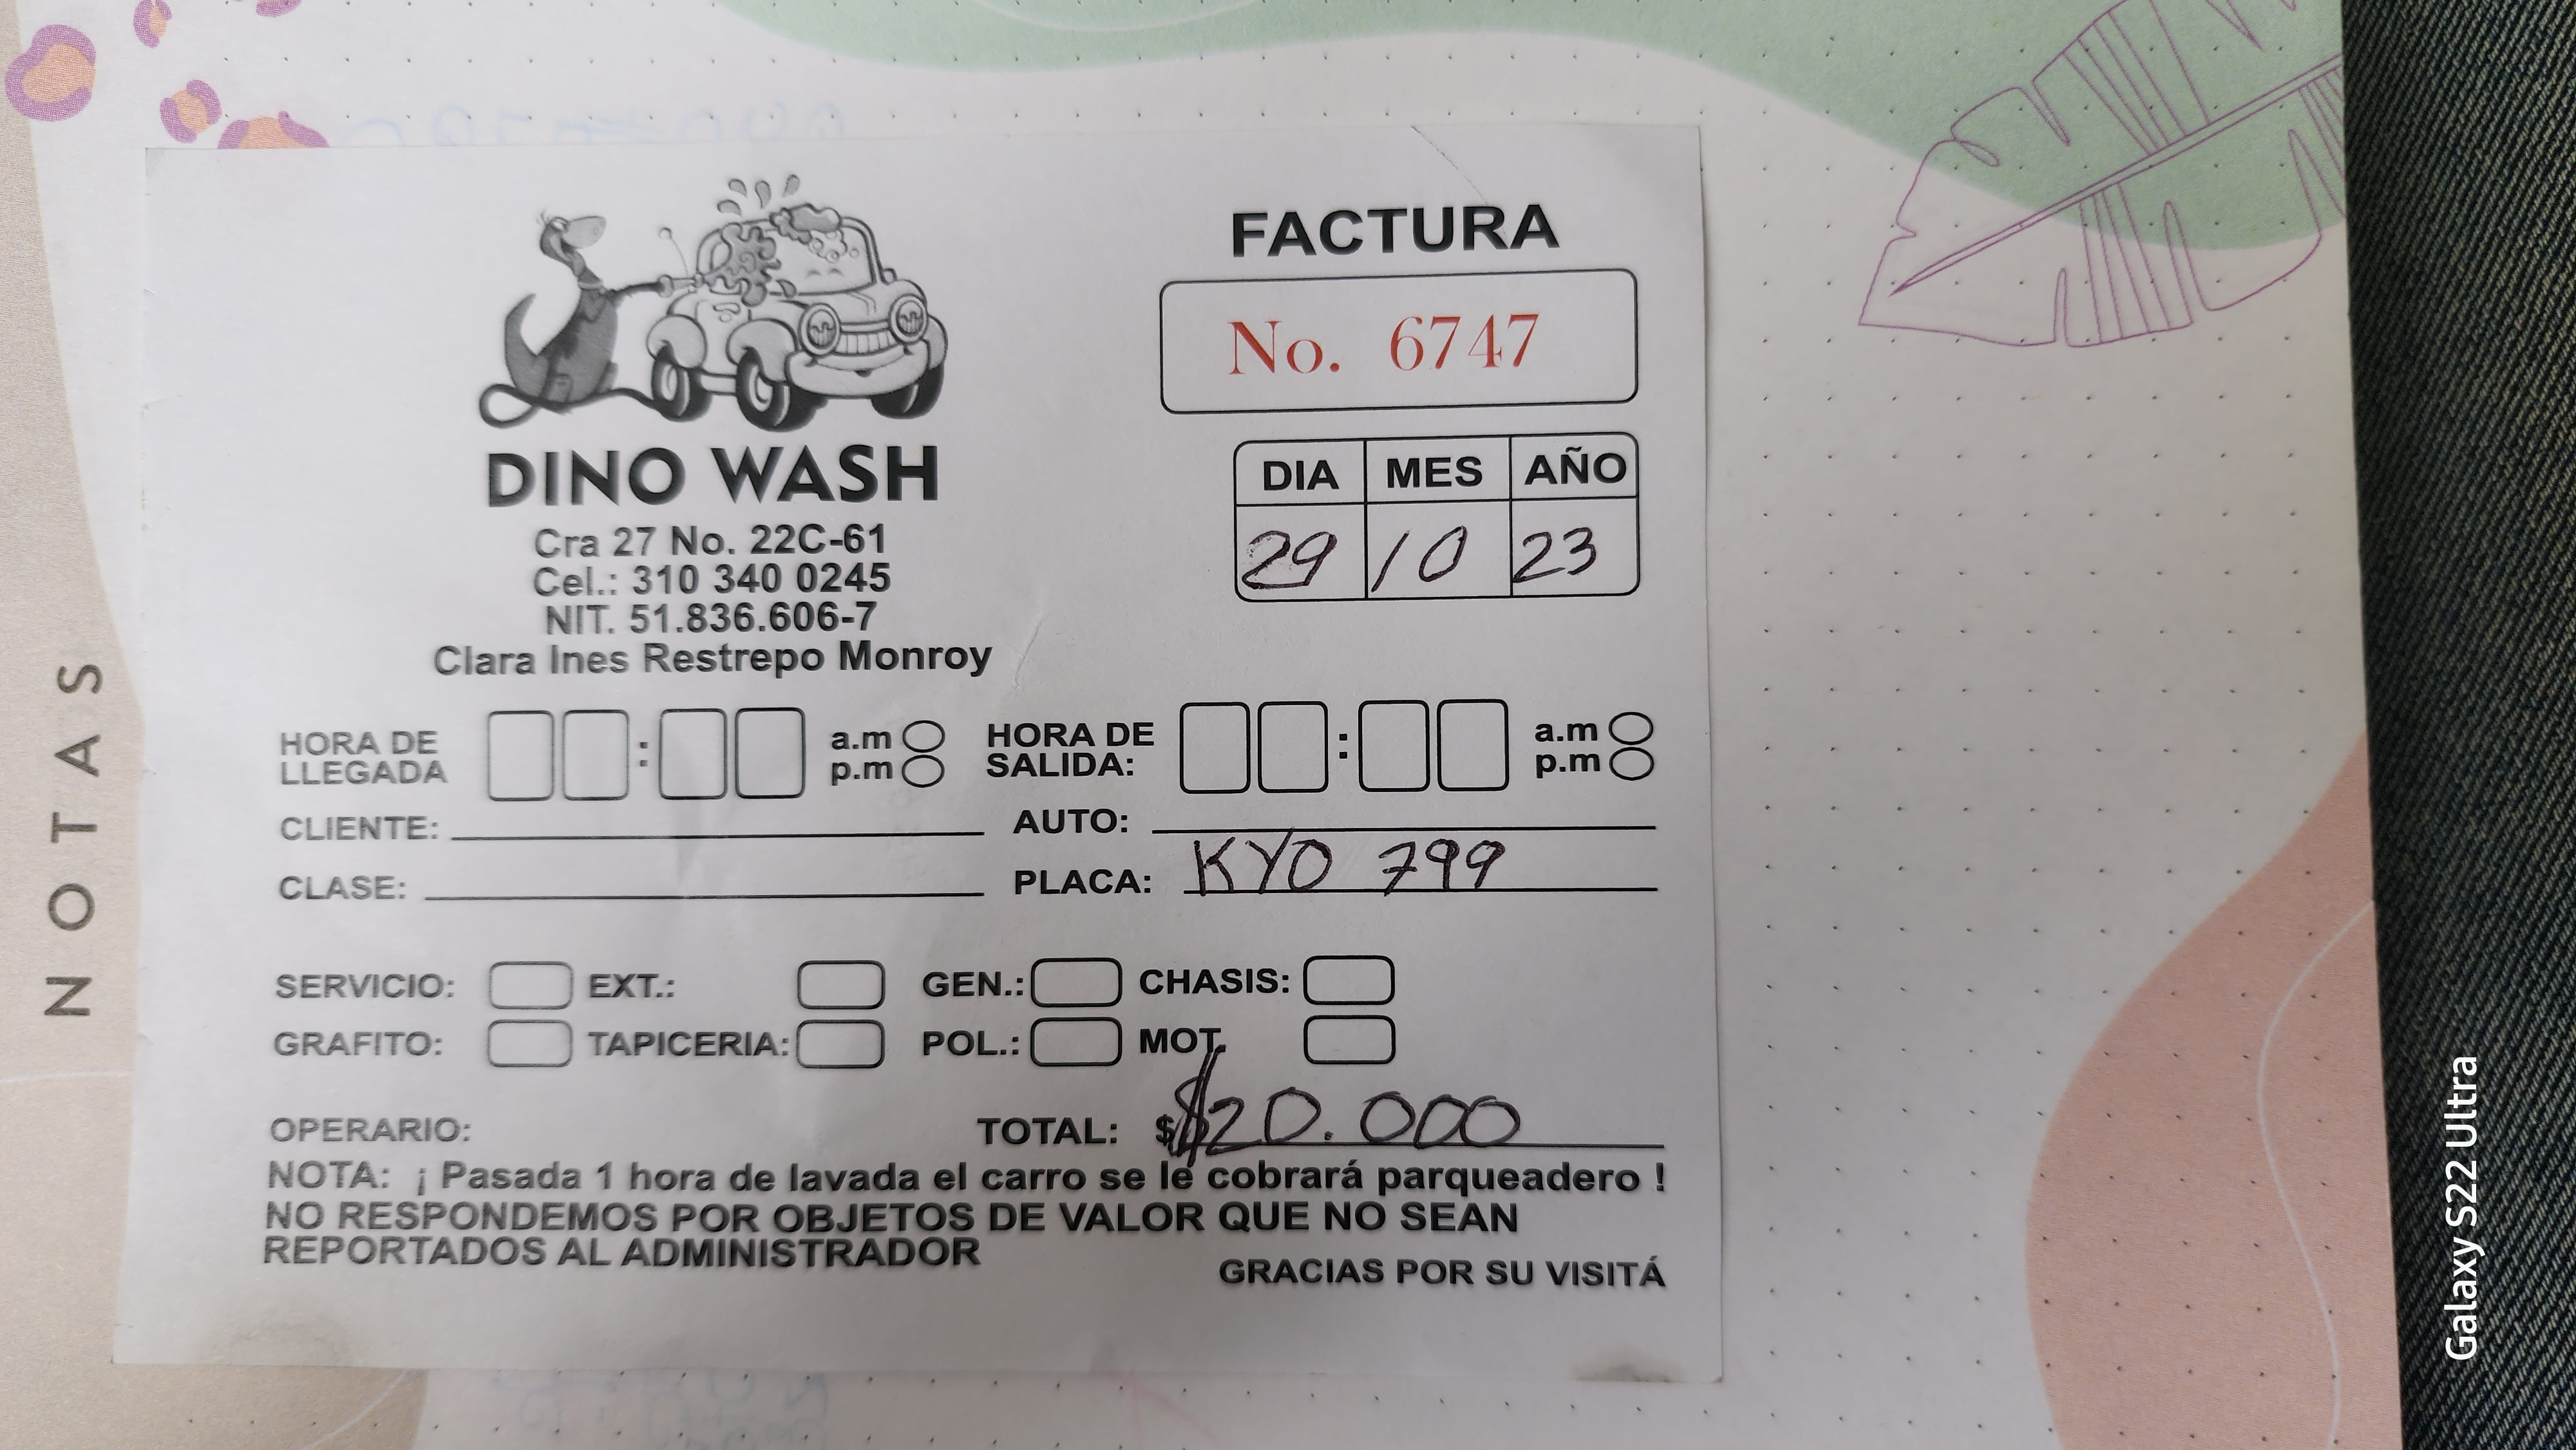 FACTURA
No. 6747
DINO WASH
Cra 27 No. 22C-61
Cel.: 310 340 0245
NIT. 51.836.606-7
Clara Ines Restrepo Monroy
DIA MES AÑO
29 10 23
HORA DE LLEGADA : a.m p.m HORA DE SALIDA: : a.m p.m
CLIENTE: AUTO:
CLASE: PLACA: KYO 799
SERVICIO: EXT.: GEN.: CHASIS:
GRAFITO: TAPICERIA: POL.: MOT.
OPERARIO: TOTAL: $ $20.000
NOTA: ¡ Pasada 1 hora de lavada el carro se le cobrará parqueadero !
NO RESPONDEMOS POR OBJETOS DE VALOR QUE NO SEAN
REPORTADOS AL ADMINISTRADOR
GRACIAS POR SU VISITÁ
NOTAS
Galaxy S22 Ultra